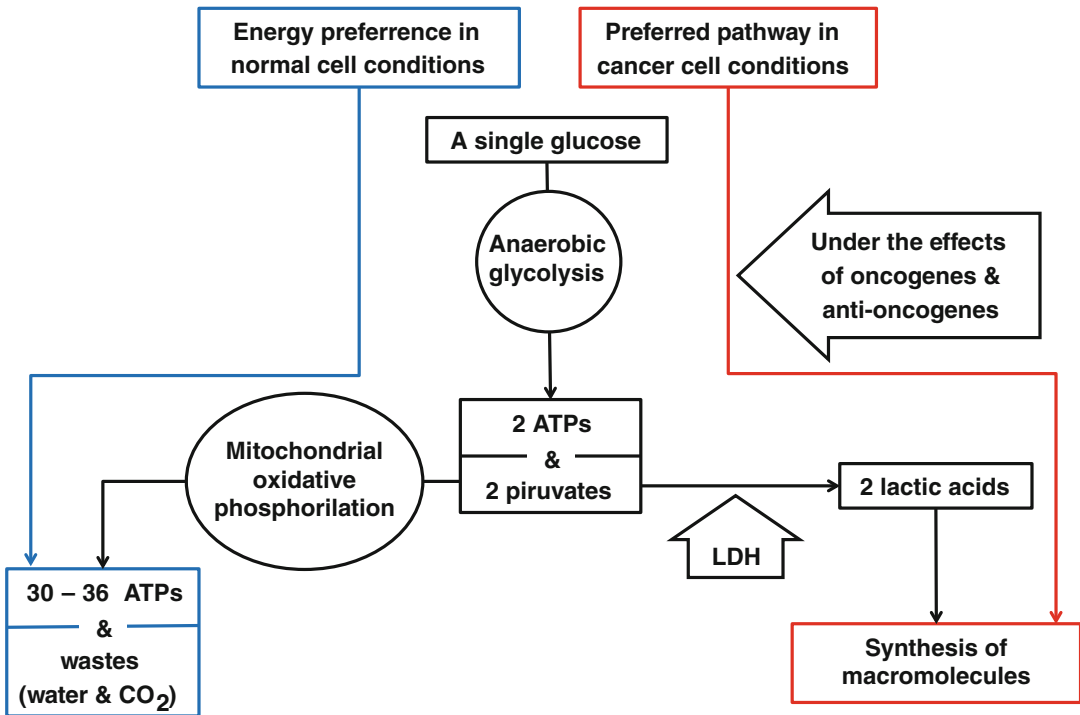 Energy preferrence in
normal cell conditions
Preferred pathway in
cancer cell conditions
A single glucose
Anaerobic
glycolysis
Under the effects
of oncogenes &
anti-oncogenes
Mitochondrial
oxidative
phosphorilation
2 ATPs
&
2 piruvates
2 lactic acids
LDH
30 – 36 ATPs
&
wastes
(water & CO2)
Synthesis of
macromolecules